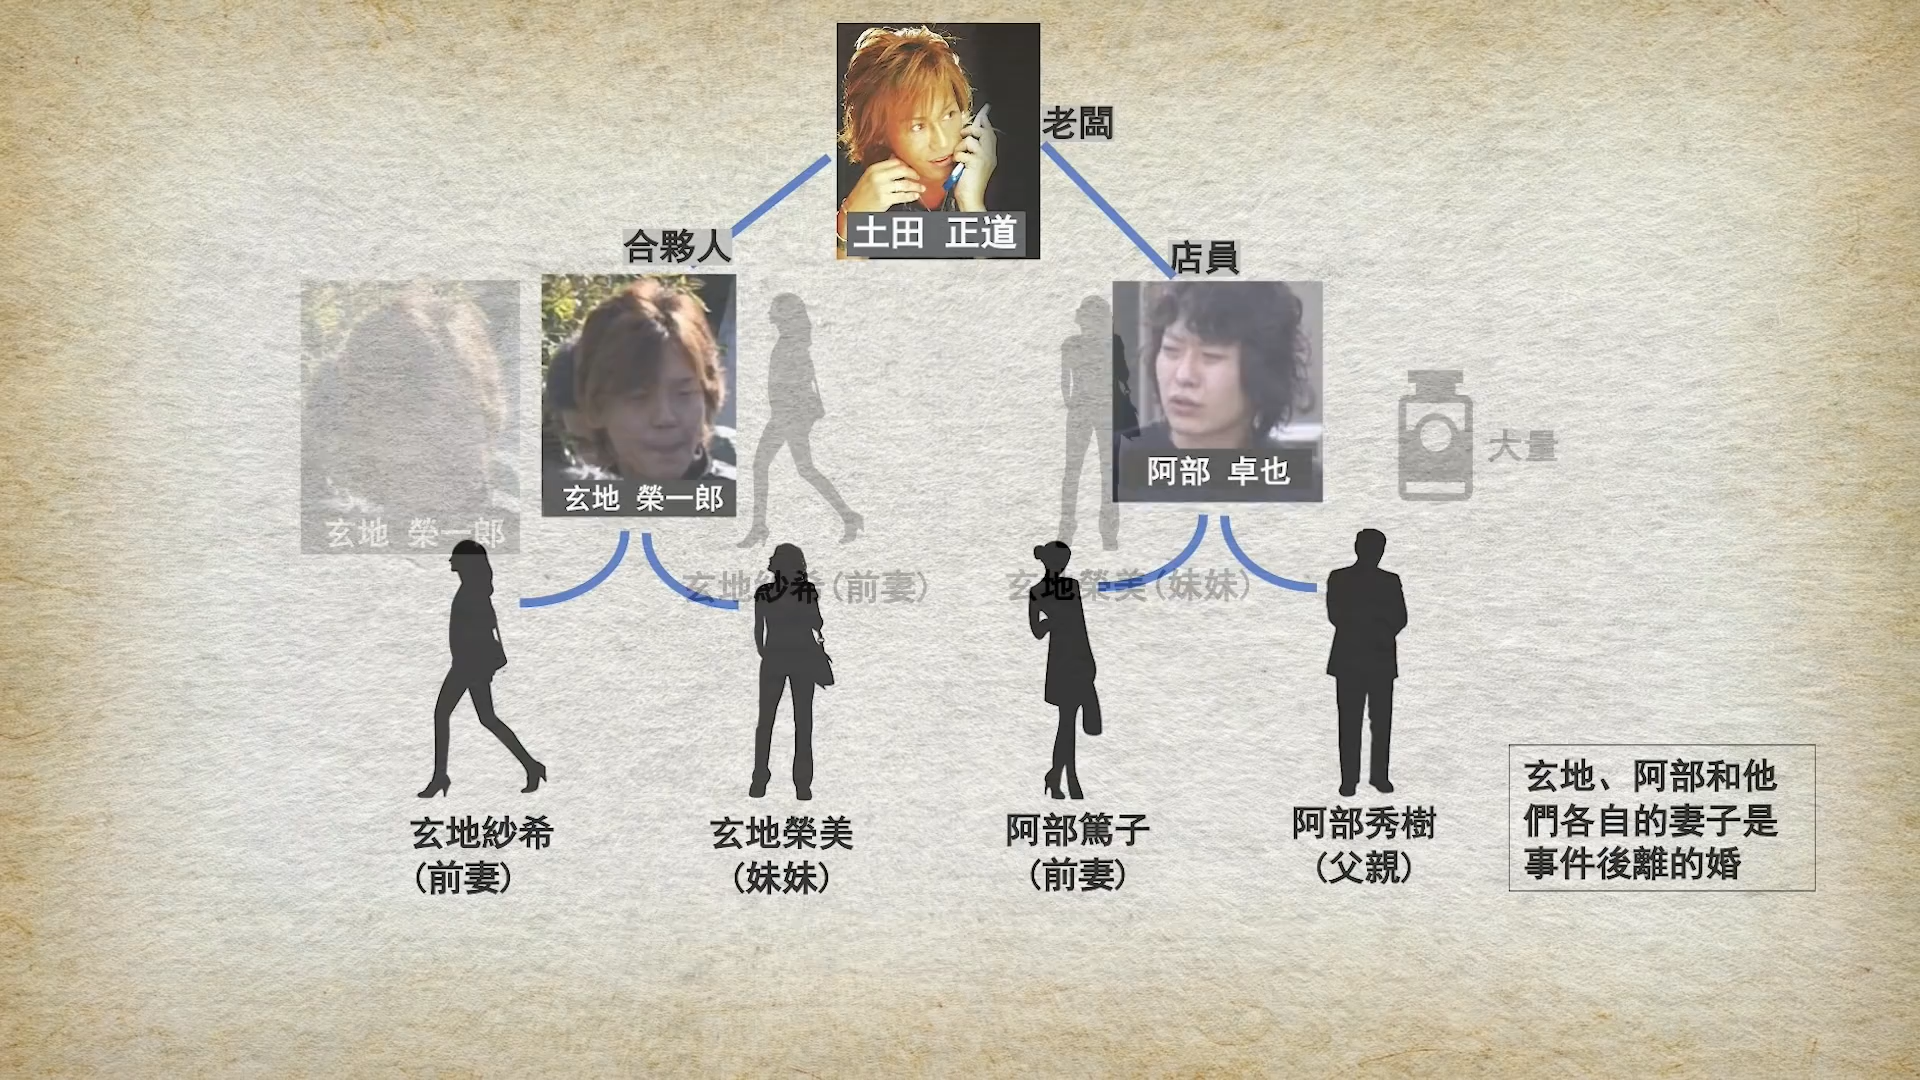 老闆
土田 正道
合夥人
店員
玄地 榮一郎
玄地 榮一郎
阿部 卓也
大量
玄地紗希(前妻)
玄地榮美(妹妹)
玄地紗希
(前妻)
玄地榮美
(妹妹)
阿部篤子
(前妻)
阿部秀樹
(父親)
玄地、阿部和他
們各自的妻子是
事件後離的婚